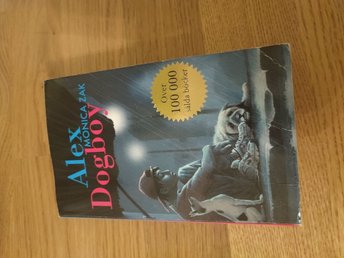 Alex
MONICA ZAK
Dogboy
Över
100 000
sålda böcker